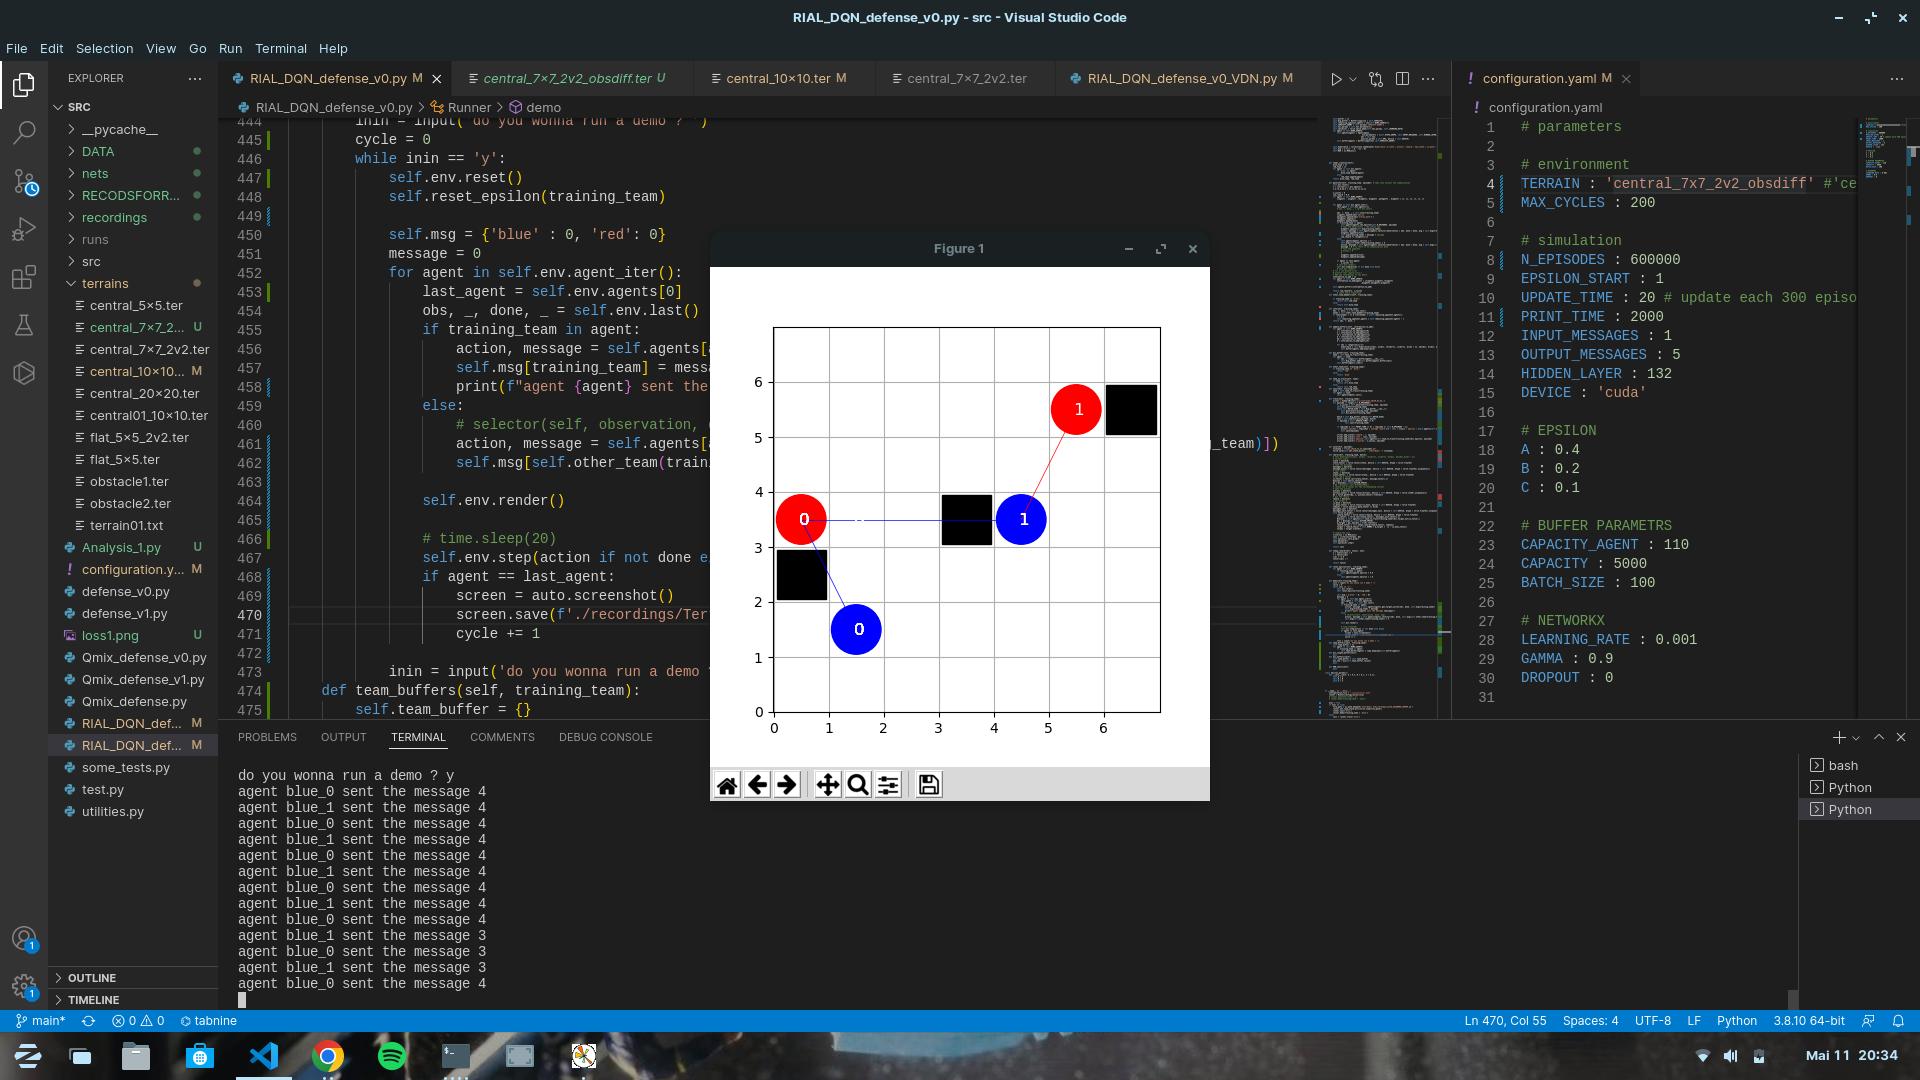 RIAL_DQN_defense_v0.py - src - Visual Studio Code
File Edit Selection View Go Run Terminal Help
EXPLORER
SRC
__pycache__
DATA
nets
RECODSFORR...
recordings
runs
src
terrains
central_5×5.ter
central_7×7_2... U
central_7×7_2v2.ter
central_10×10... M
central_20×20.ter
central01_10×10.ter
flat_5×5_2v2.ter
flat_5×5.ter
obstacle1.ter
obstacle2.ter
terrain01.txt
Analysis_1.py U
configuration.y... M
defense_v0.py
defense_v1.py
loss1.png U
Qmix_defense_v0.py
Qmix_defense_v1.py
Qmix_defense.py
RIAL_DQN_def... M
RIAL_DQN_def... M
some_tests.py
test.py
utilities.py
OUTLINE
TIMELINE
1
1
RIAL_DQN_defense_v0.py M central_7×7_2v2_obsdiff.ter U central_10×10.ter M central_7×7_2v2.ter RIAL_DQN_defense_v0_VDN.py M
RIAL_DQN_defense_v0.py > Runner > demo
444 inin = input('do you wonna run a demo ? ')
445 cycle = 0
446 while inin == 'y':
447 self.env.reset()
448 self.reset_epsilon(training_team)
449
450 self.msg = {'blue' : 0, 'red': 0}
451 message = 0
452 for agent in self.env.agent_iter():
453 last_agent = self.env.agents[0]
454 obs, _, done, _ = self.env.last()
455 if training_team in agent:
456 action, message = self.agents[
457 self.msg[training_team] = mess
458 print(f"agent {agent} sent the
459 else:
460 # selector(self, observation,
461 action, message = self.agents[ _team)])
462 self.msg[self.other_team(train
463
464 self.env.render()
465
466 # time.sleep(20)
467 self.env.step(action if not done e
468 if agent == last_agent:
469 screen = auto.screenshot()
470 screen.save(f'./recordings/Ter
471 cycle += 1
472
473 inin = input('do you wonna run a demo ?
474 def team_buffers(self, training_team):
475 self.team_buffer = {}
Figure 1
6
5
4
3
2
1
0
0 1 2 3 4 5 6
1
0
1
0
configuration.yaml M
configuration.yaml
1 # parameters
2
3 # environment
4 TERRAIN : 'central_7x7_2v2_obsdiff' #'ce
5 MAX_CYCLES : 200
6
7 # simulation
8 N_EPISODES : 600000
9 EPSILON_START : 1
10 UPDATE_TIME : 20 # update each 300 episo
11 PRINT_TIME : 2000
12 INPUT_MESSAGES : 1
13 OUTPUT_MESSAGES : 5
14 HIDDEN_LAYER : 132
15 DEVICE : 'cuda'
16
17 # EPSILON
18 A : 0.4
19 B : 0.2
20 C : 0.1
21
22 # BUFFER PARAMETRS
23 CAPACITY_AGENT : 110
24 CAPACITY : 5000
25 BATCH_SIZE : 100
26
27 # NETWORKX
28 LEARNING_RATE : 0.001
29 GAMMA : 0.9
30 DROPOUT : 0
31
PROBLEMS OUTPUT TERMINAL COMMENTS DEBUG CONSOLE
do you wonna run a demo ? y
agent blue_0 sent the message 4
agent blue_1 sent the message 4
agent blue_0 sent the message 4
agent blue_1 sent the message 4
agent blue_0 sent the message 4
agent blue_1 sent the message 4
agent blue_0 sent the message 4
agent blue_1 sent the message 4
agent blue_0 sent the message 4
agent blue_1 sent the message 3
agent blue_0 sent the message 3
agent blue_1 sent the message 3
agent blue_0 sent the message 4
bash
Python
Python
main* 0 0 tabnine Ln 470, Col 55 Spaces: 4 UTF-8 LF Python 3.8.10 64-bit
Mai 11 20:34